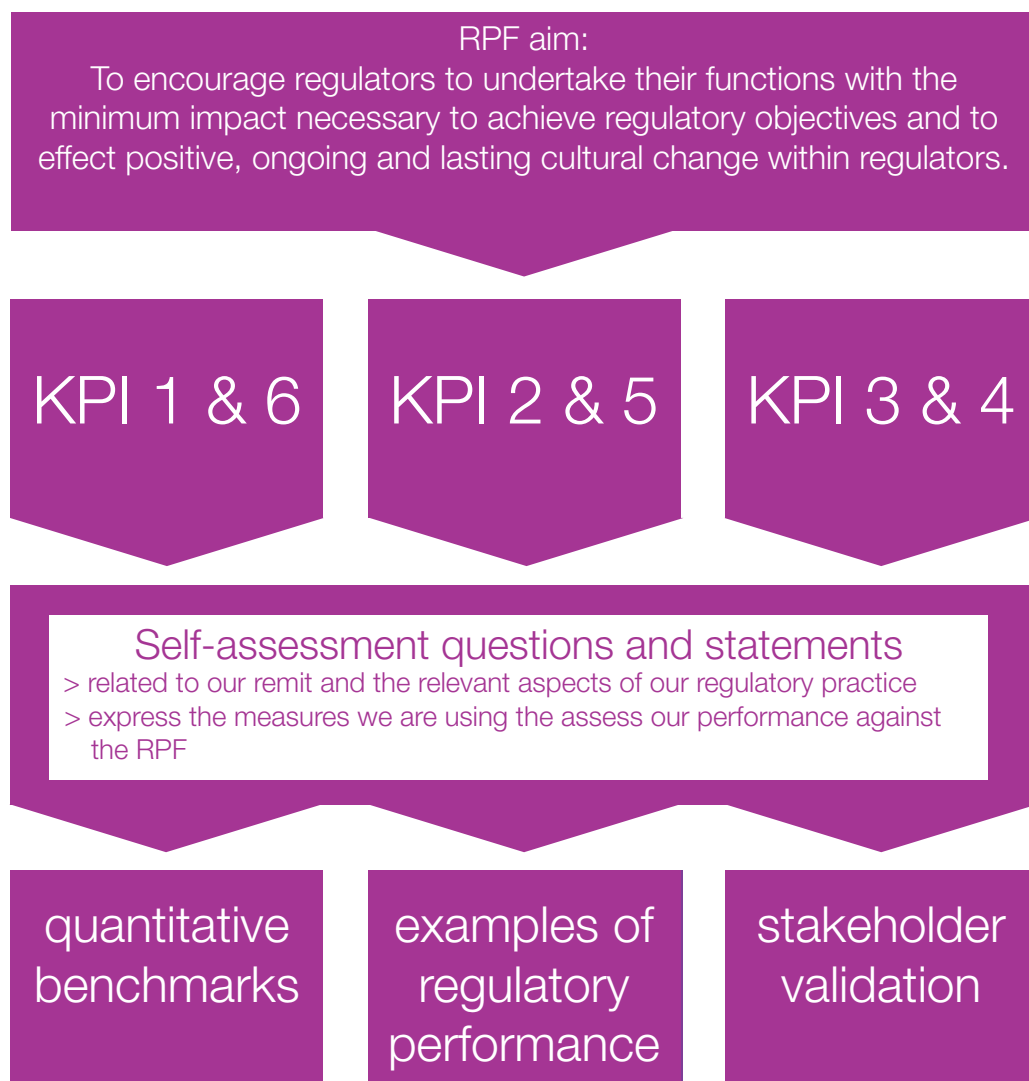 RPF aim:
To encourage regulators to undertake their functions with the
minimum impact necessary to achieve regulatory objectives and to
effect positive, ongoing and lasting cultural change within regulators.
KPI 1 & 6
KPI 2 & 5
KPI 3 & 4
Self-assessment questions and statements
> related to our remit and the relevant aspects of our regulatory practice
> express the measures we are using the assess our performance against
the RPF
quantitative
benchmarks
examples of
regulatory
performance
stakeholder
validation